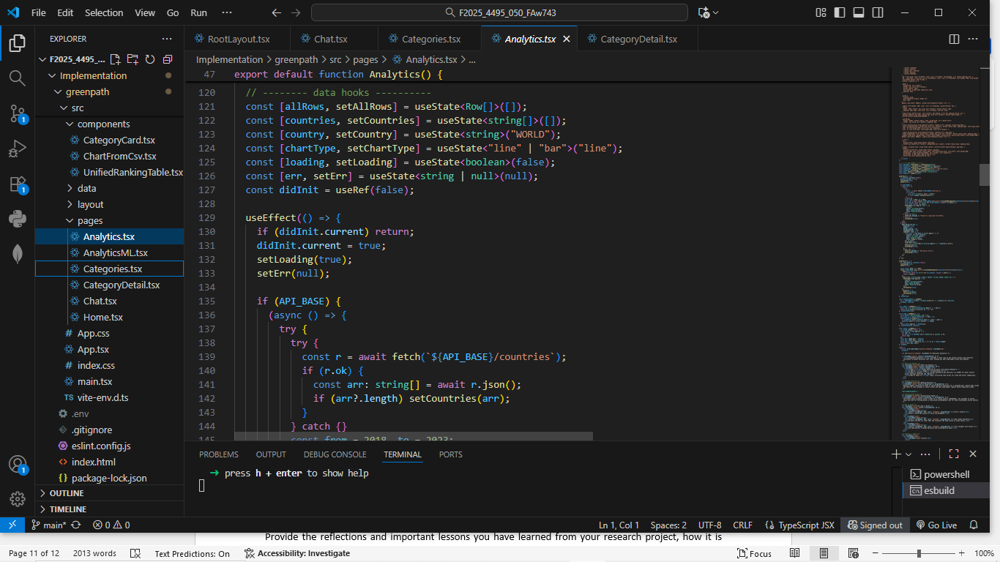 File Edit Selection View Go Run ··· F2025_4495_050_FAw743
EXPLORER ···
F2025_4495_...
Implementation
greenpath
src
components
CategoryCard.tsx
ChartFromCsv.tsx
UnifiedRankingTable.tsx
data
layout
pages
Analytics.tsx
AnalyticsML.tsx
Categories.tsx
CategoryDetail.tsx
Chat.tsx
Home.tsx
# App.css
App.tsx
# index.css
main.tsx
TS vite-env.d.ts
.env
.gitignore
eslint.config.js
<> index.html
{} package-lock.json
OUTLINE
TIMELINE
1
1
1
RootLayout.tsx Chat.tsx Categories.tsx Analytics.tsx CategoryDetail.tsx
Implementation > greenpath > src > pages > Analytics.tsx > ...
47 export default function Analytics() {
120 // -------- data hooks ----------
121 const [allRows, setAllRows] = useState<Row[]>([]);
122 const [countries, setCountries] = useState<string[]>([]);
123 const [country, setCountry] = useState<string>("WORLD");
124 const [chartType, setChartType] = useState<"line" | "bar">("line");
125 const [loading, setLoading] = useState<boolean>(false);
126 const [err, setErr] = useState<string | null>(null);
127 const didInit = useRef(false);
128
129 useEffect(() => {
130 if (didInit.current) return;
131 didInit.current = true;
132 setLoading(true);
133 setErr(null);
134
135 if (API_BASE) {
136 (async () => {
137 try {
138 try {
139 const r = await fetch(`${API_BASE}/countries`);
140 if (r.ok) {
141 const arr: string[] = await r.json();
142 if (arr?.length) setCountries(arr);
143 }
144 } catch {}
145 const from = 2018, to = 2023;
PROBLEMS OUTPUT DEBUG CONSOLE TERMINAL PORTS
➜ press h + enter to show help
powershell
esbuild
main* 0 0 Ln 1, Col 1 Spaces: 2 UTF-8 CRLF {} TypeScript JSX Signed out Go Live
Provide the reflections and important lessons you have learned from your research project, how it is
Page 11 of 12 2013 words Text Predictions: On Accessibility: Investigate Focus 100%